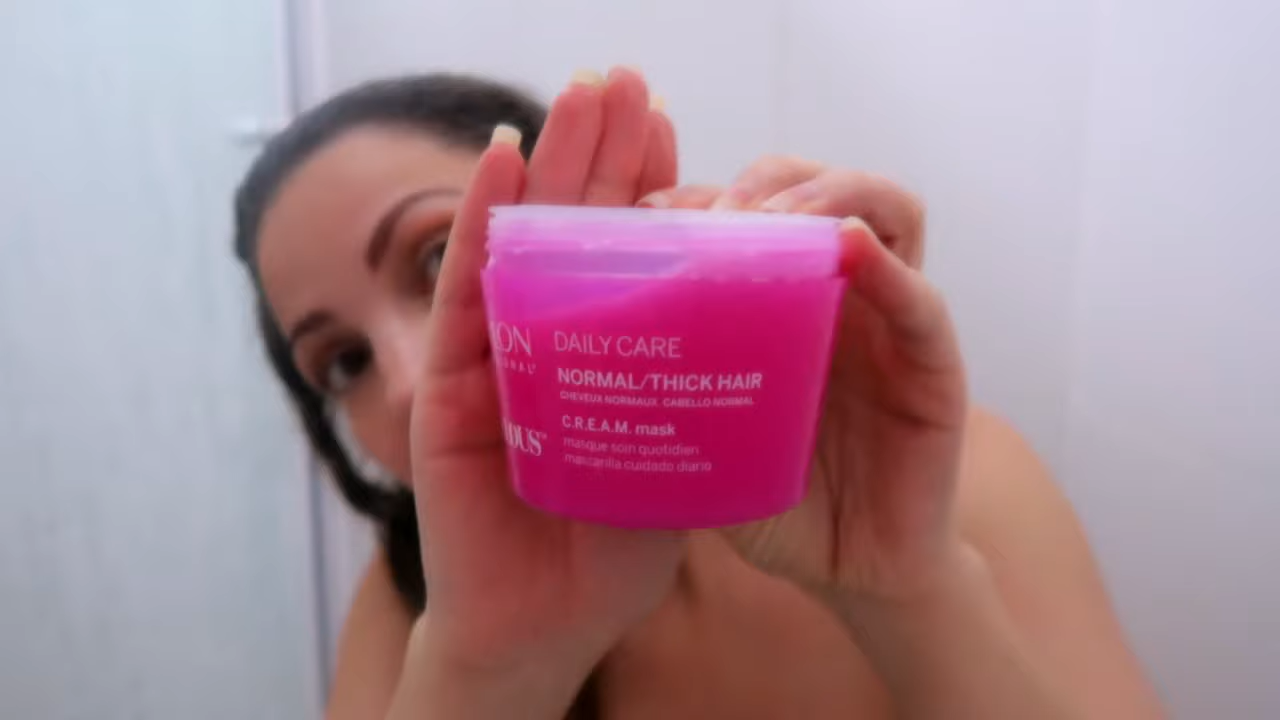 DAILY CARE
NORMAL/THICK HAIR
CHEVEUX NORMAUX CABELLO NORMAL
C.R.E.A.M. mask
masque soin quotidien
mascarilla cuidado diario